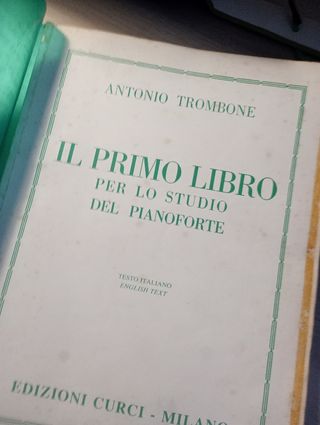 ANTONIO TROMBONE
IL PRIMO LIBRO
PER LO STUDIO
DEL PIANOFORTE
TESTO ITALIANO
ENGLISH TEXT
EDIZIONI CURCI - MILANO